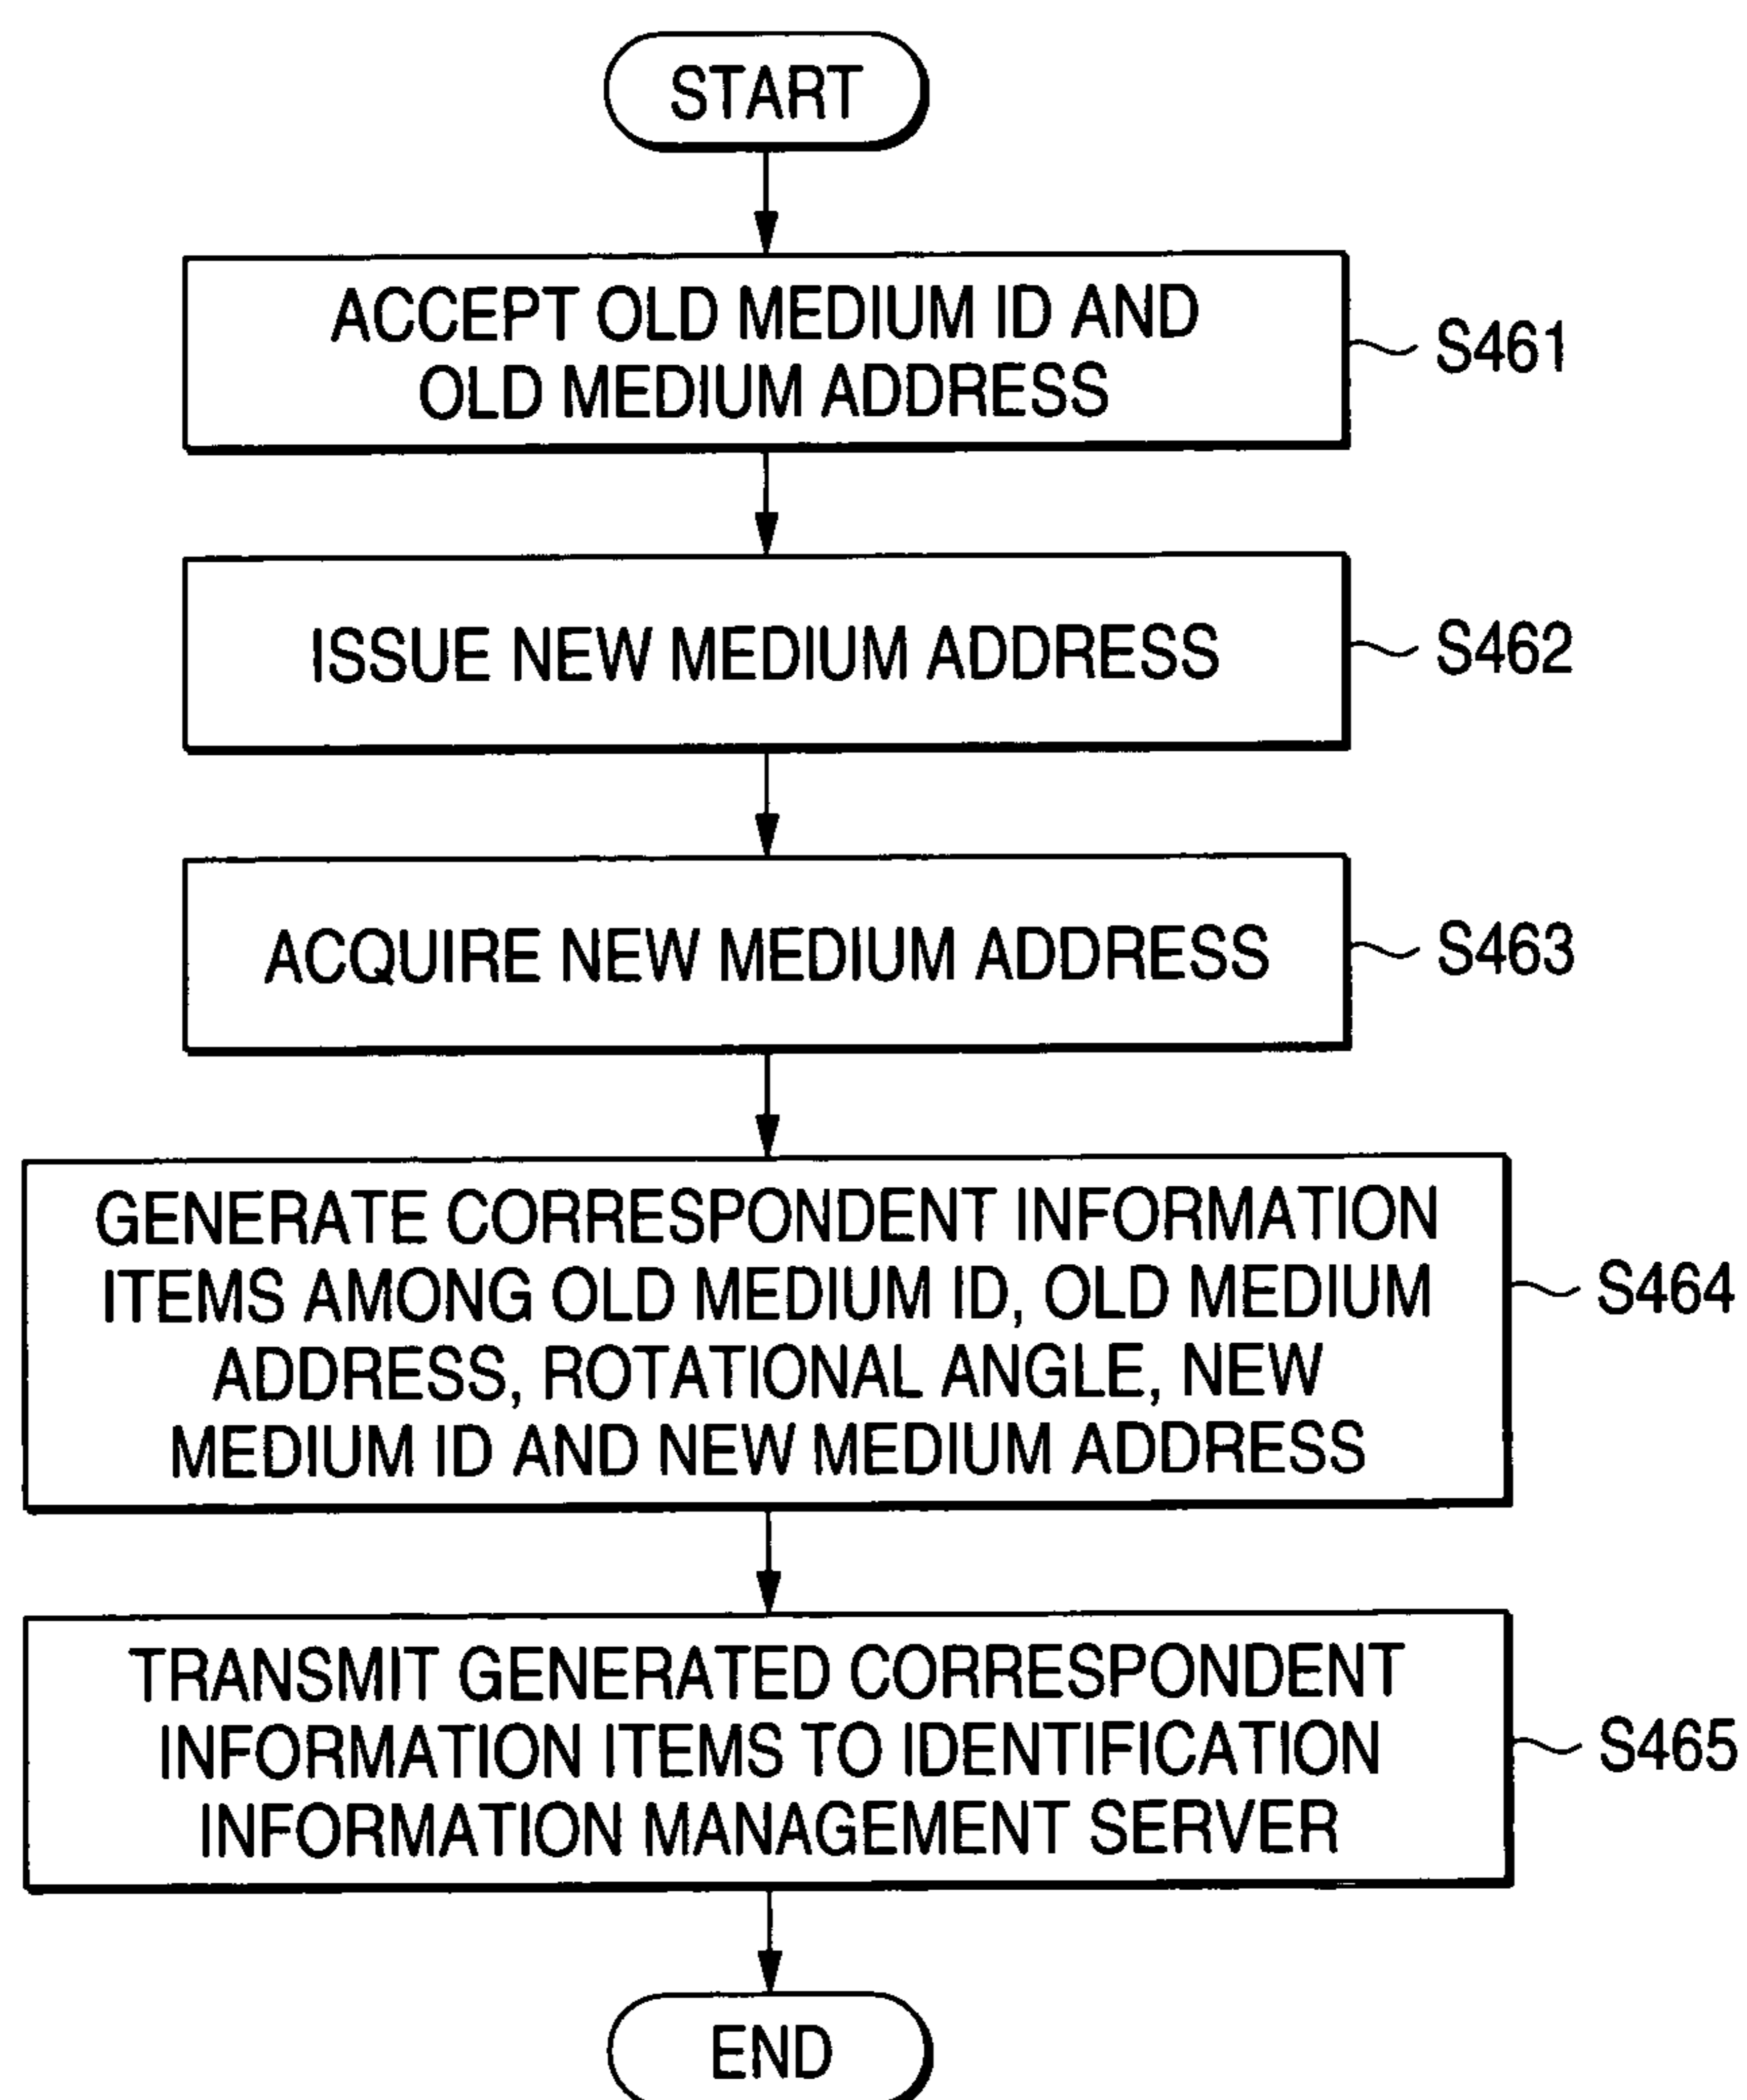 START
ACCEPT OLD MEDIUM ID AND
OLD MEDIUM ADDRESS
S461
ISSUE NEW MEDIUM ADDRESS
S462
ACQUIRE NEW MEDIUM ADDRESS
S463
GENERATE CORRESPONDENT INFORMATION
ITEMS AMONG OLD MEDIUM ID, OLD MEDIUM
ADDRESS, ROTATIONAL ANGLE, NEW
MEDIUM ID AND NEW MEDIUM ADDRESS
S464
TRANSMIT GENERATED CORRESPONDENT
INFORMATION ITEMS TO IDENTIFICATION
INFORMATION MANAGEMENT SERVER
S465
END